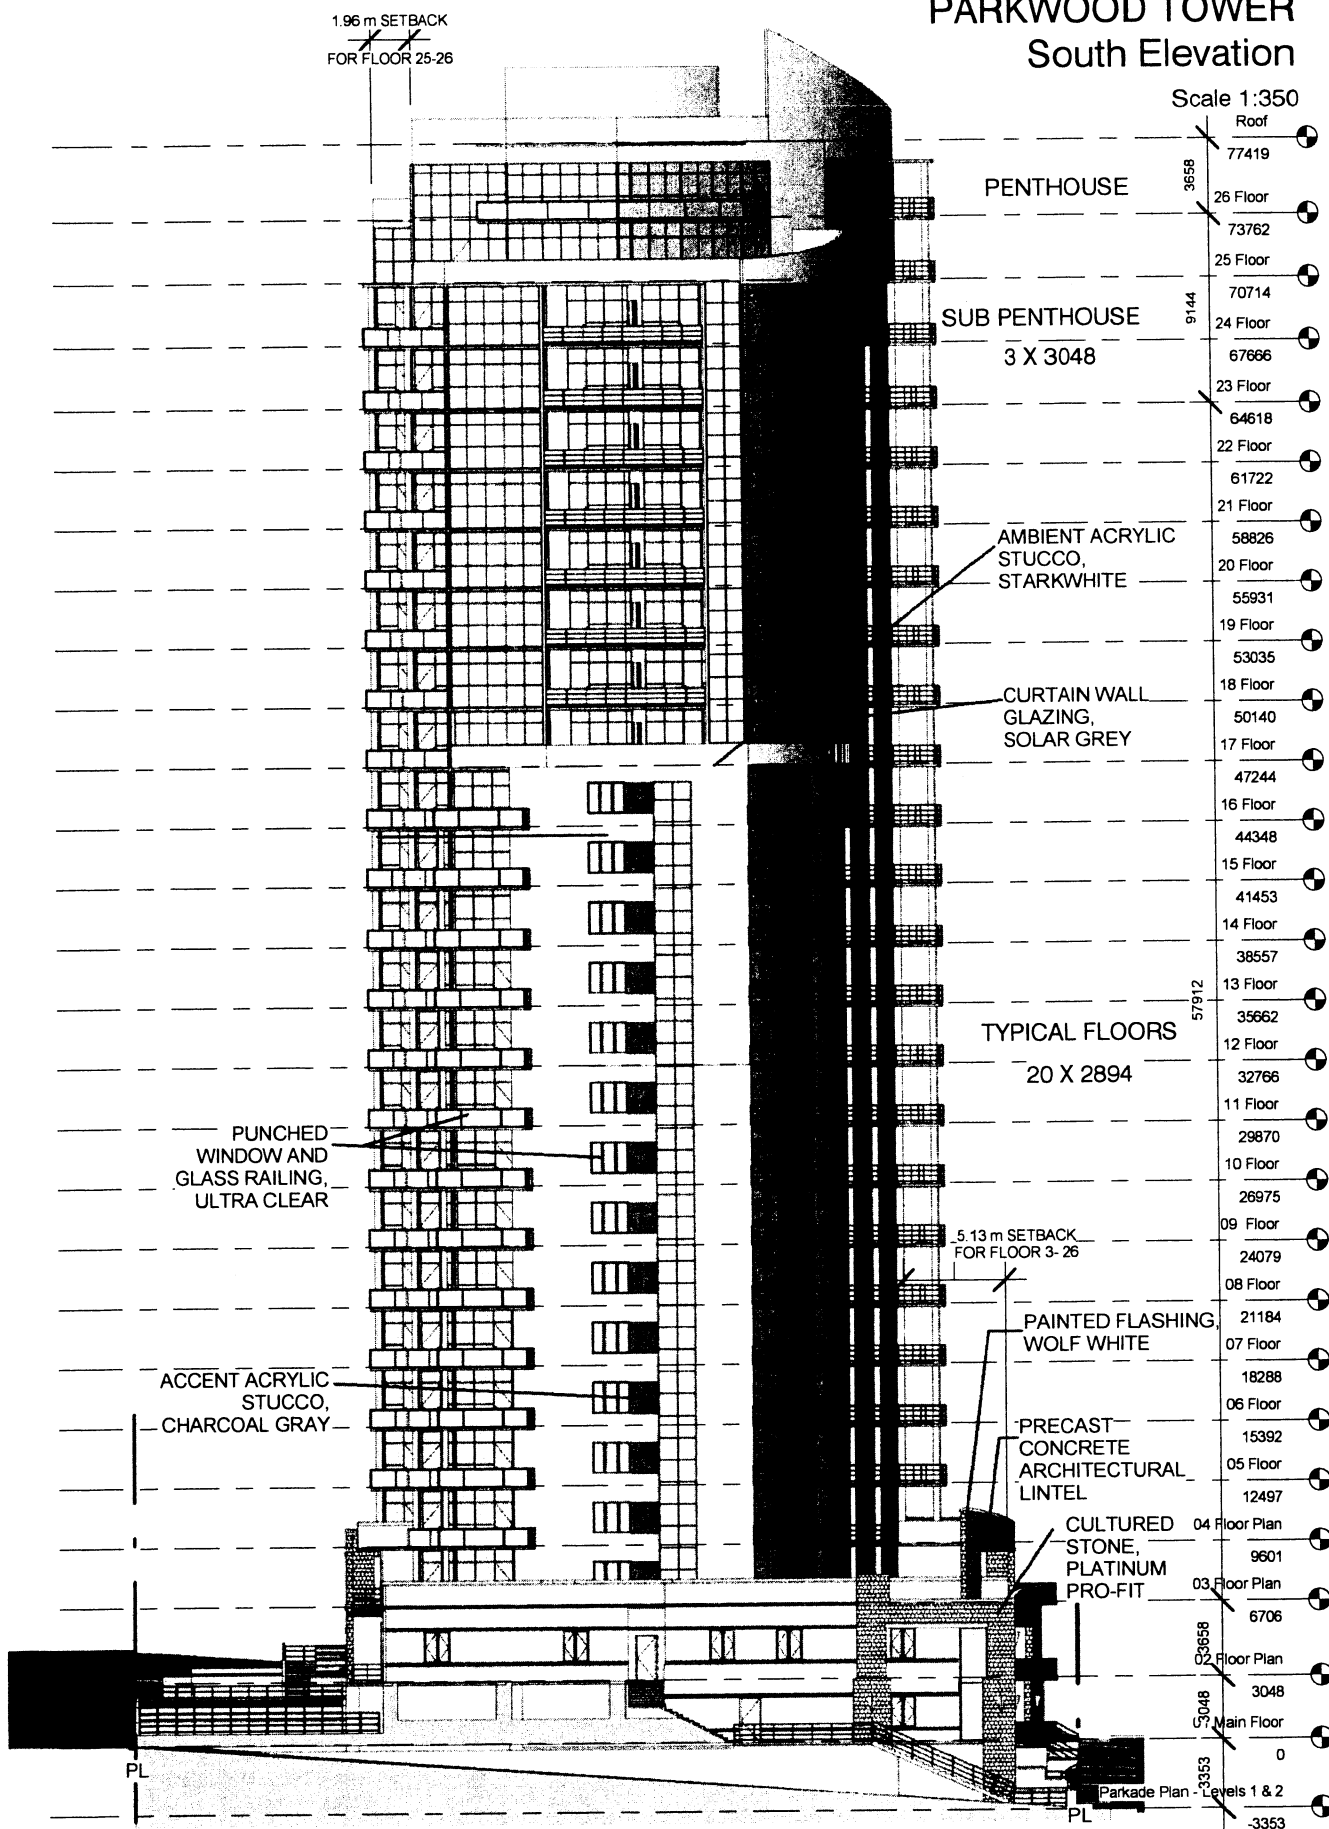 PARKWOOD TOWER
South Elevation
Scale 1:350
1.96 m SETBACK
FOR FLOOR 25-26
Roof
77419
3658
PENTHOUSE
26 Floor
73762
25 Floor
70714
9144
SUB PENTHOUSE
3 X 3048
24 Floor
67666
23 Floor
64618
22 Floor
61722
21 Floor
58826
AMBIENT ACRYLIC
STUCCO,
STARKWHITE
20 Floor
55931
19 Floor
53035
18 Floor
50140
CURTAIN WALL
GLAZING,
SOLAR GREY
17 Floor
47244
16 Floor
44348
15 Floor
41453
14 Floor
38557
57912
13 Floor
35662
TYPICAL FLOORS
20 X 2894
12 Floor
32766
11 Floor
29870
PUNCHED
WINDOW AND
GLASS RAILING,
ULTRA CLEAR
10 Floor
26975
09 Floor
24079
5.13 m SETBACK
FOR FLOOR 3-26
08 Floor
21184
PAINTED FLASHING,
WOLF WHITE
07 Floor
18288
ACCENT ACRYLIC
STUCCO,
CHARCOAL GRAY
06 Floor
15392
PRECAST
CONCRETE
ARCHITECTURAL
LINTEL
05 Floor
12497
CULTURED
STONE,
PLATINUM
PRO-FIT
04 Floor Plan
9601
03 Floor Plan
6706
3658
02 Floor Plan
3048
3048
01 Main Floor
0
3353
PL
Parkade Plan - Levels 1 & 2
PL
-3353